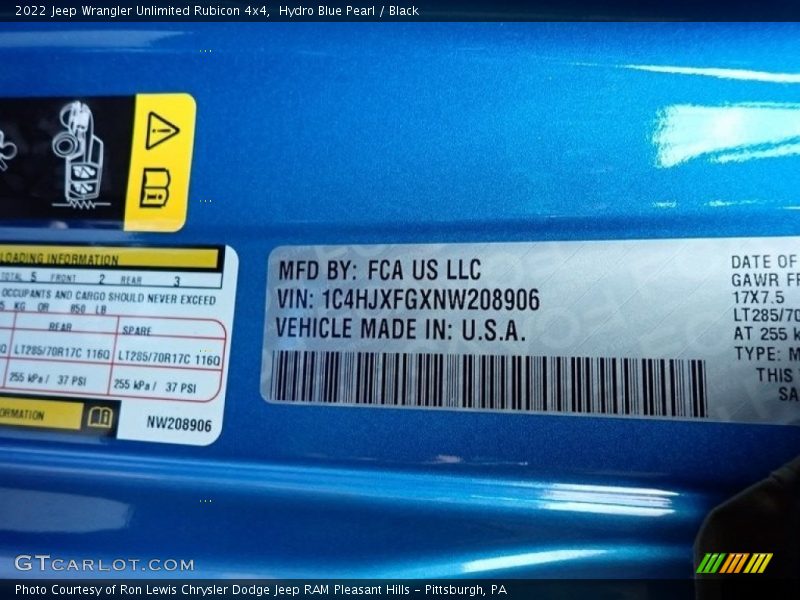 2022 Jeep Wrangler Unlimited Rubicon 4x4,  Hydro Blue Pearl / Black
LOADING INFORMATION
TOTAL 5 FRONT 2 REAR 3
OCCUPANTS AND CARGO SHOULD NEVER EXCEED
5 KG OR 850 LB
REAR SPARE
LT285/70R17C 116Q LT285/70R17C 116Q
255 kPa / 37 PSI 255 kPa / 37 PSI
ORMATION
NW208906
MFD BY: FCA US LLC
VIN: 1C4HJXFGXNW208906
VEHICLE MADE IN: U.S.A.
DATE OF
GAWR FR
17X7.5
LT285/70
AT 255 k
TYPE: M
THIS
SA
GTCARLOT.COM
Photo Courtesy of Ron Lewis Chrysler Dodge Jeep RAM Pleasant Hills - Pittsburgh, PA